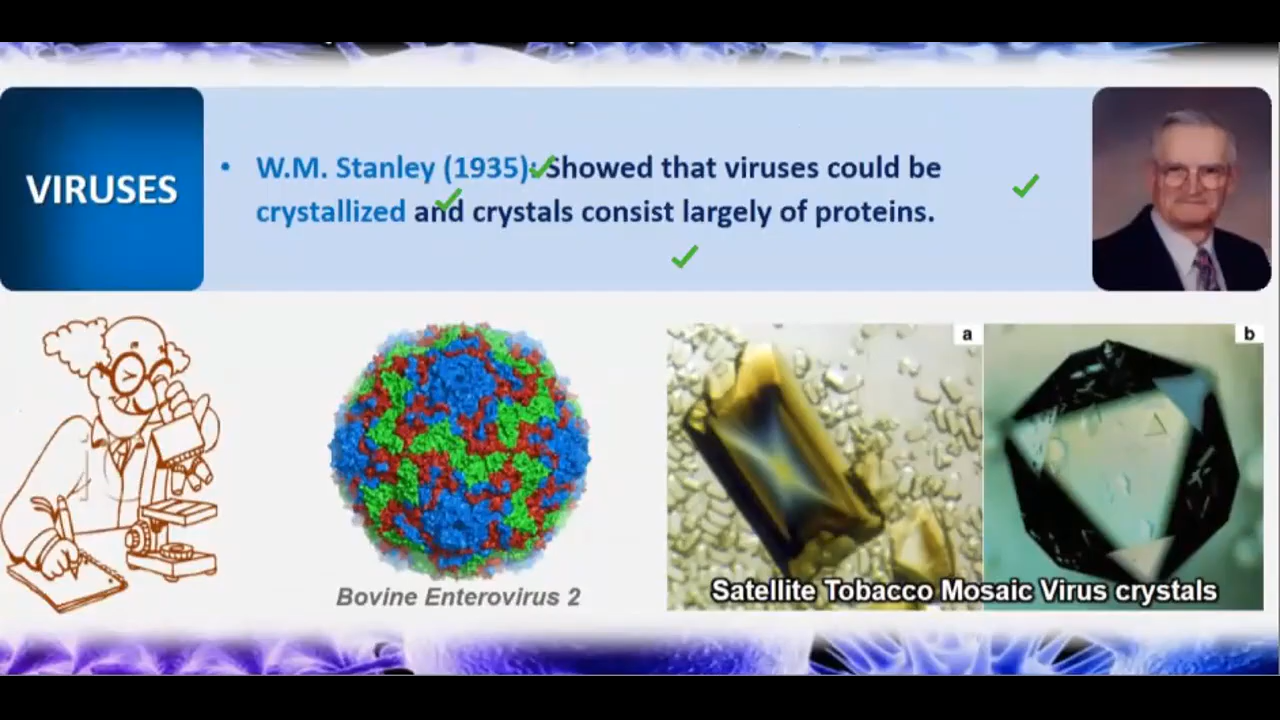 VIRUSES
• W.M. Stanley (1935): Showed that viruses could be
crystallized and crystals consist largely of proteins.
a
b
Bovine Enterovirus 2
Satellite Tobacco Mosaic Virus crystals